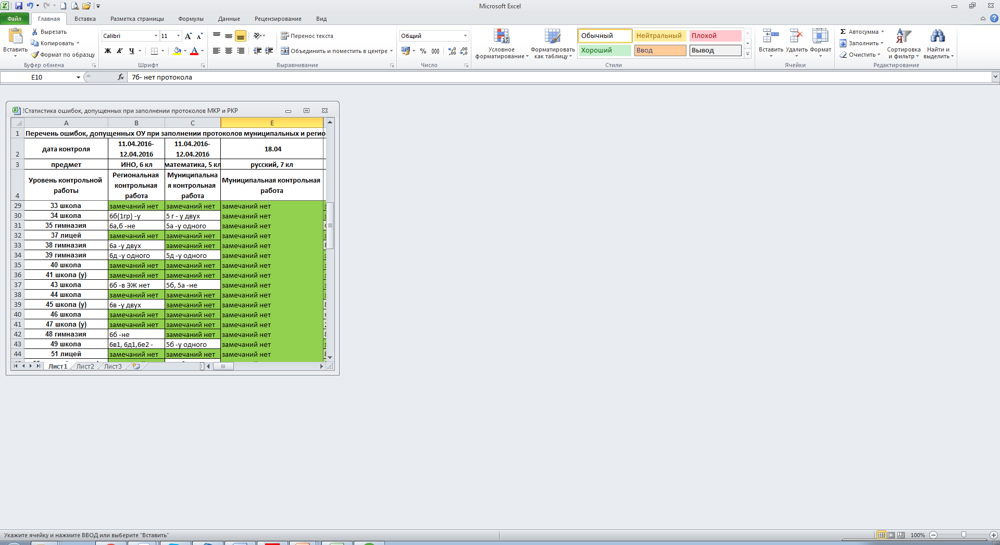 Microsoft Excel
Файл Главная Вставка Разметка страницы Формулы Данные Рецензирование Вид
Вставить
Вырезать
Копировать
Формат по образцу
Буфер обмена
Calibri 11
Ж К Ч
Шрифт
Перенос текста
Объединить и поместить в центре
Выравнивание
Общий
% 000
Число
Условное форматирование
Форматировать как таблицу
Обычный Нейтральный Плохой
Хороший Ввод Вывод
Стили
Вставить Удалить Формат
Ячейки
Σ Автосумма
Заполнить
Очистить
Сортировка и фильтр
Найти и выделить
Редактирование
E10 fx 7б- нет протокола
!Статистика ошибок, допущенных при заполнении протоколов МКР и РКР
A B C E
1 Перечень ошибок, допущенных ОУ при заполнении протоколов муниципальных и регио
2 дата контроля 11.04.2016-12.04.2016 11.04.2016-12.04.2016 18.04
3 предмет ИНО, 6 кл математика, 5 кл русский, 7 кл
4 Уровень контрольной работы Региональная контрольная работа Муниципальная контрольная работа Муниципальная контрольная работа
29 33 школа замечаний нет замечаний нет замечаний нет
30 34 школа 6б(1гр) -у 5 г - у двух замечаний нет
31 35 гимназия 6а,б -не 5а -у одного замечаний нет
32 37 лицей замечаний нет замечаний нет замечаний нет
33 38 гимназия 6а -у двух замечаний нет замечаний нет
34 39 гимназия 6д -у одного 5д -у одного замечаний нет
35 40 школа замечаний нет замечаний нет замечаний нет
36 41 школа (у) замечаний нет замечаний нет замечаний нет
37 43 школа 6б -в ЭЖ нет 5б, 5а -не замечаний нет
38 44 школа замечаний нет замечаний нет замечаний нет
39 45 школа (у) 6в -у двух замечаний нет замечаний нет
40 46 школа замечаний нет замечаний нет замечаний нет
41 47 школа (у) замечаний нет замечаний нет замечаний нет
42 48 гимназия 6б -не замечаний нет замечаний нет
43 49 школа 6в1, 6д1,6е2 - 5б -у одного замечаний нет
44 51 лицей замечаний нет замечаний нет замечаний нет
Лист1 Лист2 Лист3
Укажите ячейку и нажмите ВВОД или выберите "Вставить"
100%